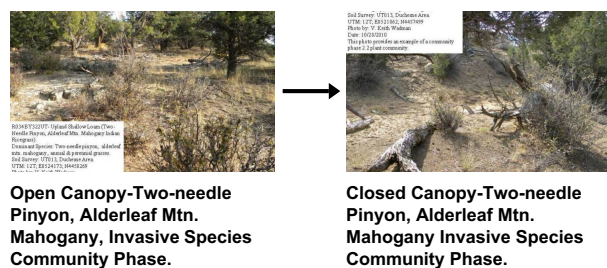 R034BY322UT- Upland Shallow Loam (Two-
Needle Pinyon, Alderleaf Mtn. Mahogany Indian
Ricegrass).
Dominant Species: Two-needle pinyon, alderleaf
mtn. mahogany, annual & perennial grasses.
Soil Survey: UT013, Duchesne Area
UTM: 12T; E0524173; N4458269
Soil Survey: UT013, Duchesne Area
UTM: 12T; E0521862; N4457499
Photo by: V. Keith Wadman
Date: 10/28/2010
This photo provides an example of a community
phase 2.2 plant community.
Open Canopy-Two-needle
Pinyon, Alderleaf Mtn.
Mahogany, Invasive Species
Community Phase.
Closed Canopy-Two-needle
Pinyon, Alderleaf Mtn.
Mahogany Invasive Species
Community Phase.